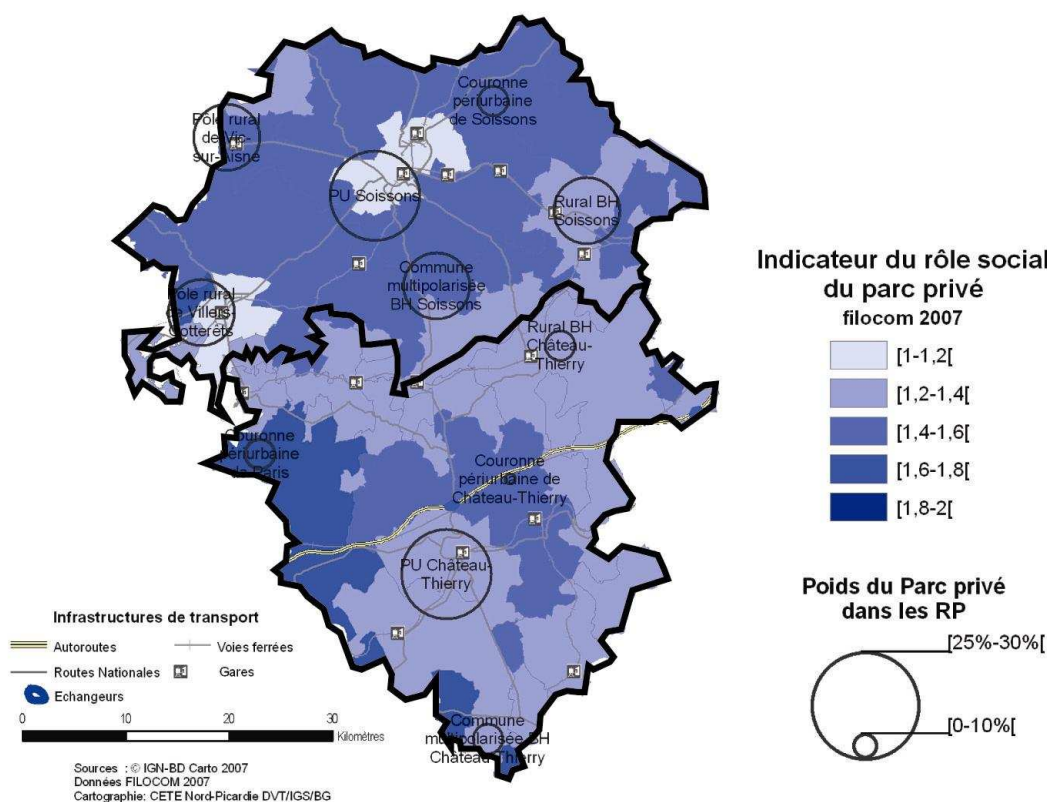 Couronne
périurbaine
de Soissons
Pôle rural
de Vic-
sur-Aisne
PU Soissons
Rural BH
Soissons
Commune
multipolarisée
BH Soissons
Pôle rural
de Villers-
Cotterêts
Rural BH
Château-
Thierry
Couronne
périurbaine
de Paris
Couronne
périurbaine de
Château-Thierry
PU Château-
Thierry
Commune
multipolarisée BH
Château-Thierry
Indicateur du rôle social
du parc privé
filocom 2007
[1-1,2[
[1,2-1,4[
[1,4-1,6[
[1,6-1,8[
[1,8-2[
Poids du Parc privé
dans les RP
[25%-30%[
[0-10%[
Infrastructures de transport
Autoroutes
Voies ferrées
Routes Nationales
Gares
Echangeurs
0 10 20 30
Kilomètres
Sources : © IGN-BD Carto 2007
Données FILOCOM 2007
Cartographie: CETE Nord-Picardie DVT/IGS/BG